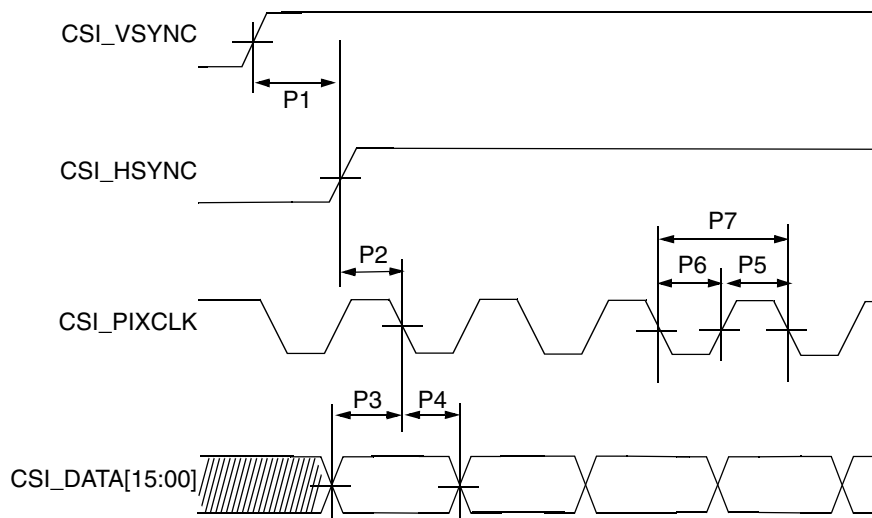 CSI_VSYNC
P1
CSI_HSYNC
P7
P2
P6
P5
CSI_PIXCLK
P3
P4
CSI_DATA[15:00]